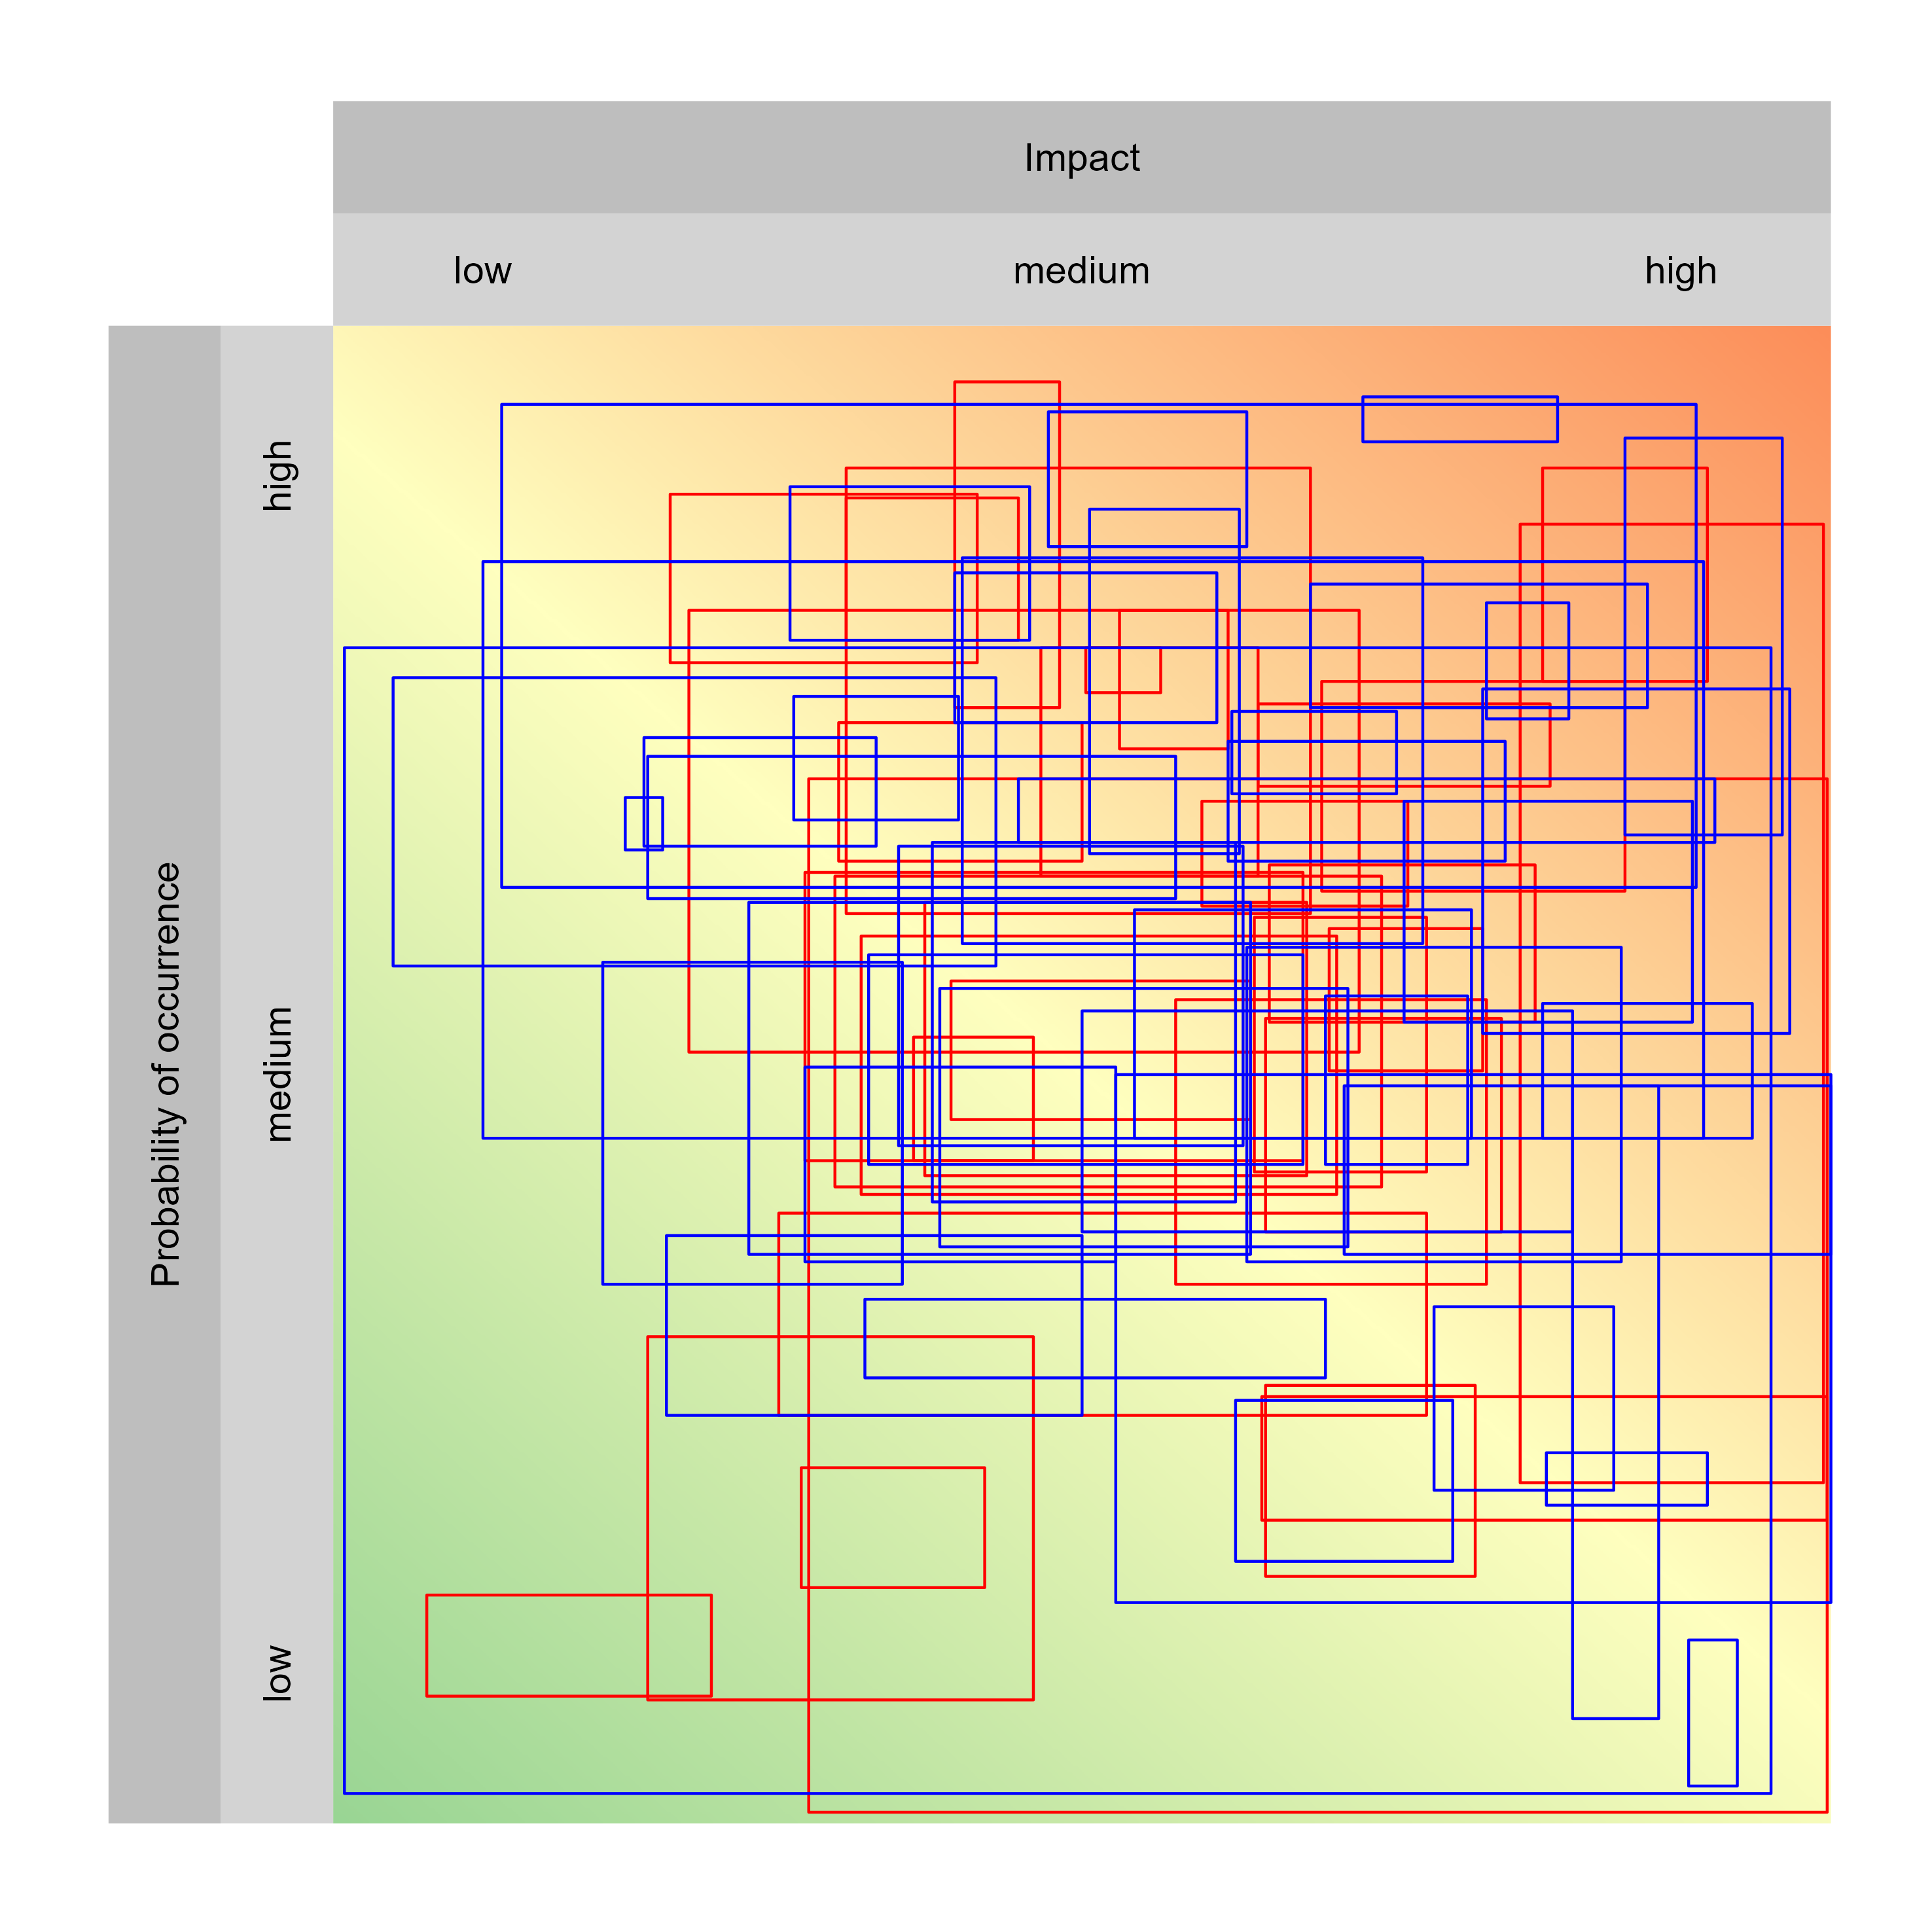 Impact
low
medium
high
Probability of occurrence
high
medium
low